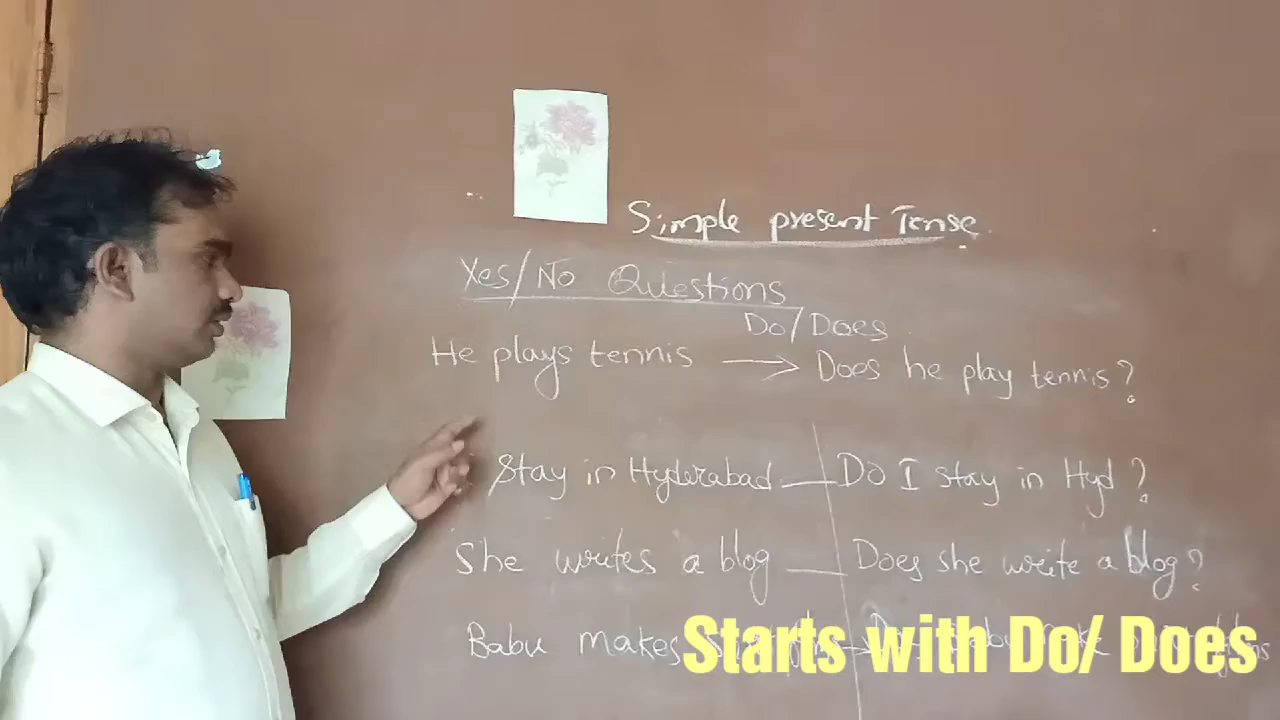 Simple present Tense
Yes/No Questions
Do/Does
He plays tennis → Does he play tennis?
Stay in Hyderabad — Do I stay in Hyd ?
She writes a blog — Does she write a blog?
Babu makes
Starts with Do/ Does